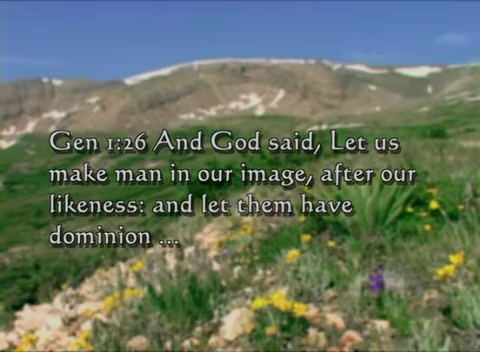 Gen 1:26 And God said, Let us
make man in our image, after our
likeness: and let them have
dominion ...